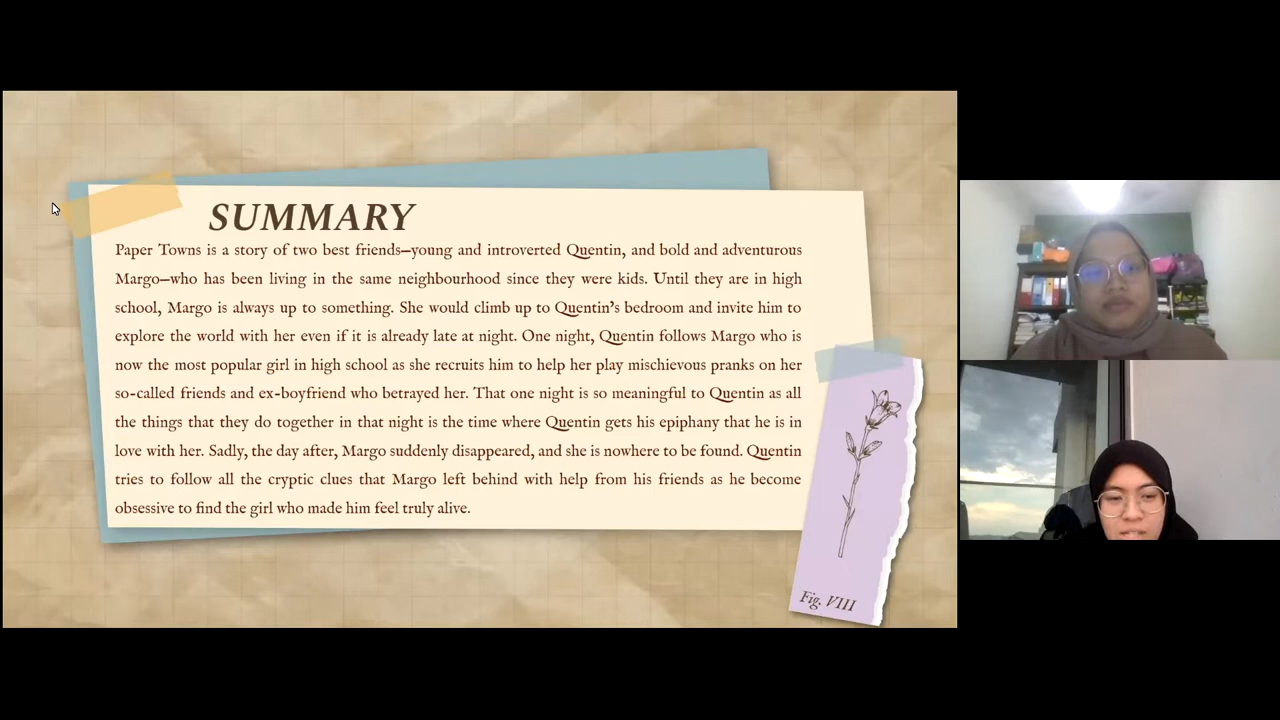 SUMMARY
Paper Towns is a story of two best friends—young and introverted Quentin, and bold and adventurous
Margo—who has been living in the same neighbourhood since they were kids. Until they are in high
school, Margo is always up to something. She would climb up to Quentin's bedroom and invite him to
explore the world with her even if it is already late at night. One night, Quentin follows Margo who is
now the most popular girl in high school as she recruits him to help her play mischievous pranks on her
so-called friends and ex-boyfriend who betrayed her. That one night is so meaningful to Quentin as all
the things that they do together in that night is the time where Quentin gets his epiphany that he is in
love with her. Sadly, the day after, Margo suddenly disappeared, and she is nowhere to be found. Quentin
tries to follow all the cryptic clues that Margo left behind with help from his friends as he become
obsessive to find the girl who made him feel truly alive.
Fig. VIII